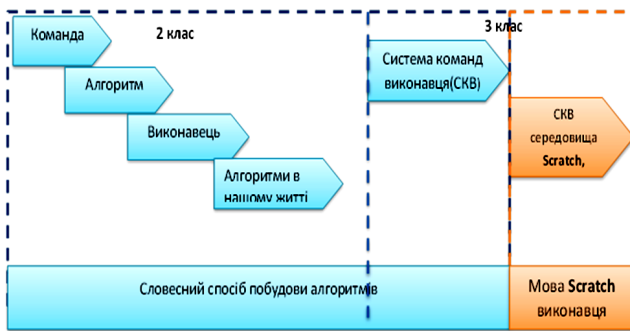 Команда
2 клас
3 клас
Алгоритм
Виконавець
Алгоритми в
нашому житті
Система команд
виконавця(СКВ)
СКВ
середовища
Scratch,
Словесний спосіб побудови алгоритмів
Мова Scratch
виконавця